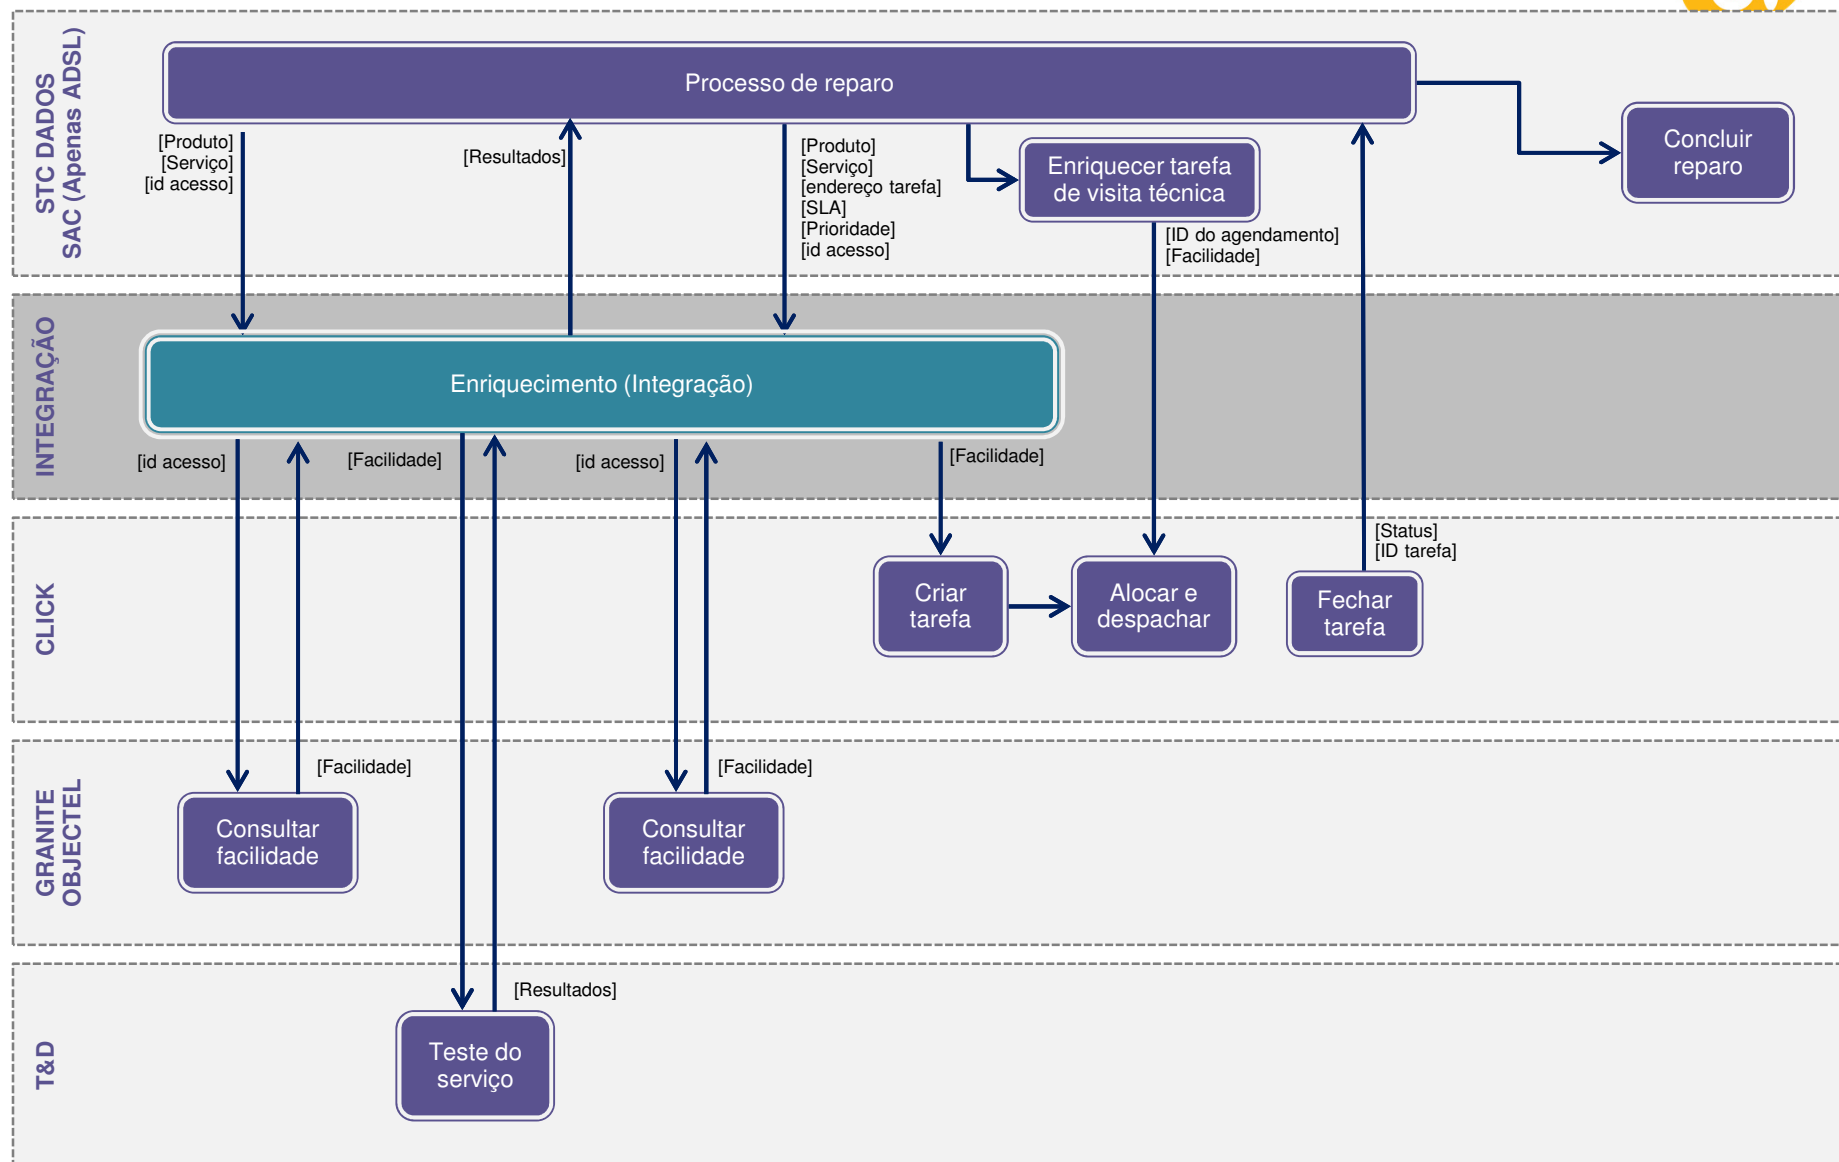 STC DADOS
SAC (Apenas ADSL)
Processo de reparo
[Produto]
[Serviço]
[id acesso]
[Resultados]
[Produto]
[Serviço]
[endereço tarefa]
[SLA]
[Prioridade]
[id acesso]
Enriquecer tarefa
de visita técnica
[ID do agendamento]
[Facilidade]
Concluir
reparo
INTEGRAÇÃO
Enriquecimento (Integração)
[id acesso]
[Facilidade]
[id acesso]
[Facilidade]
CLICK
Criar
tarefa
Alocar e
despachar
[Status]
[ID tarefa]
Fechar
tarefa
GRANITE
OBJECTEL
[Facilidade]
Consultar
facilidade
[Facilidade]
Consultar
facilidade
T&D
[Resultados]
Teste do
serviço